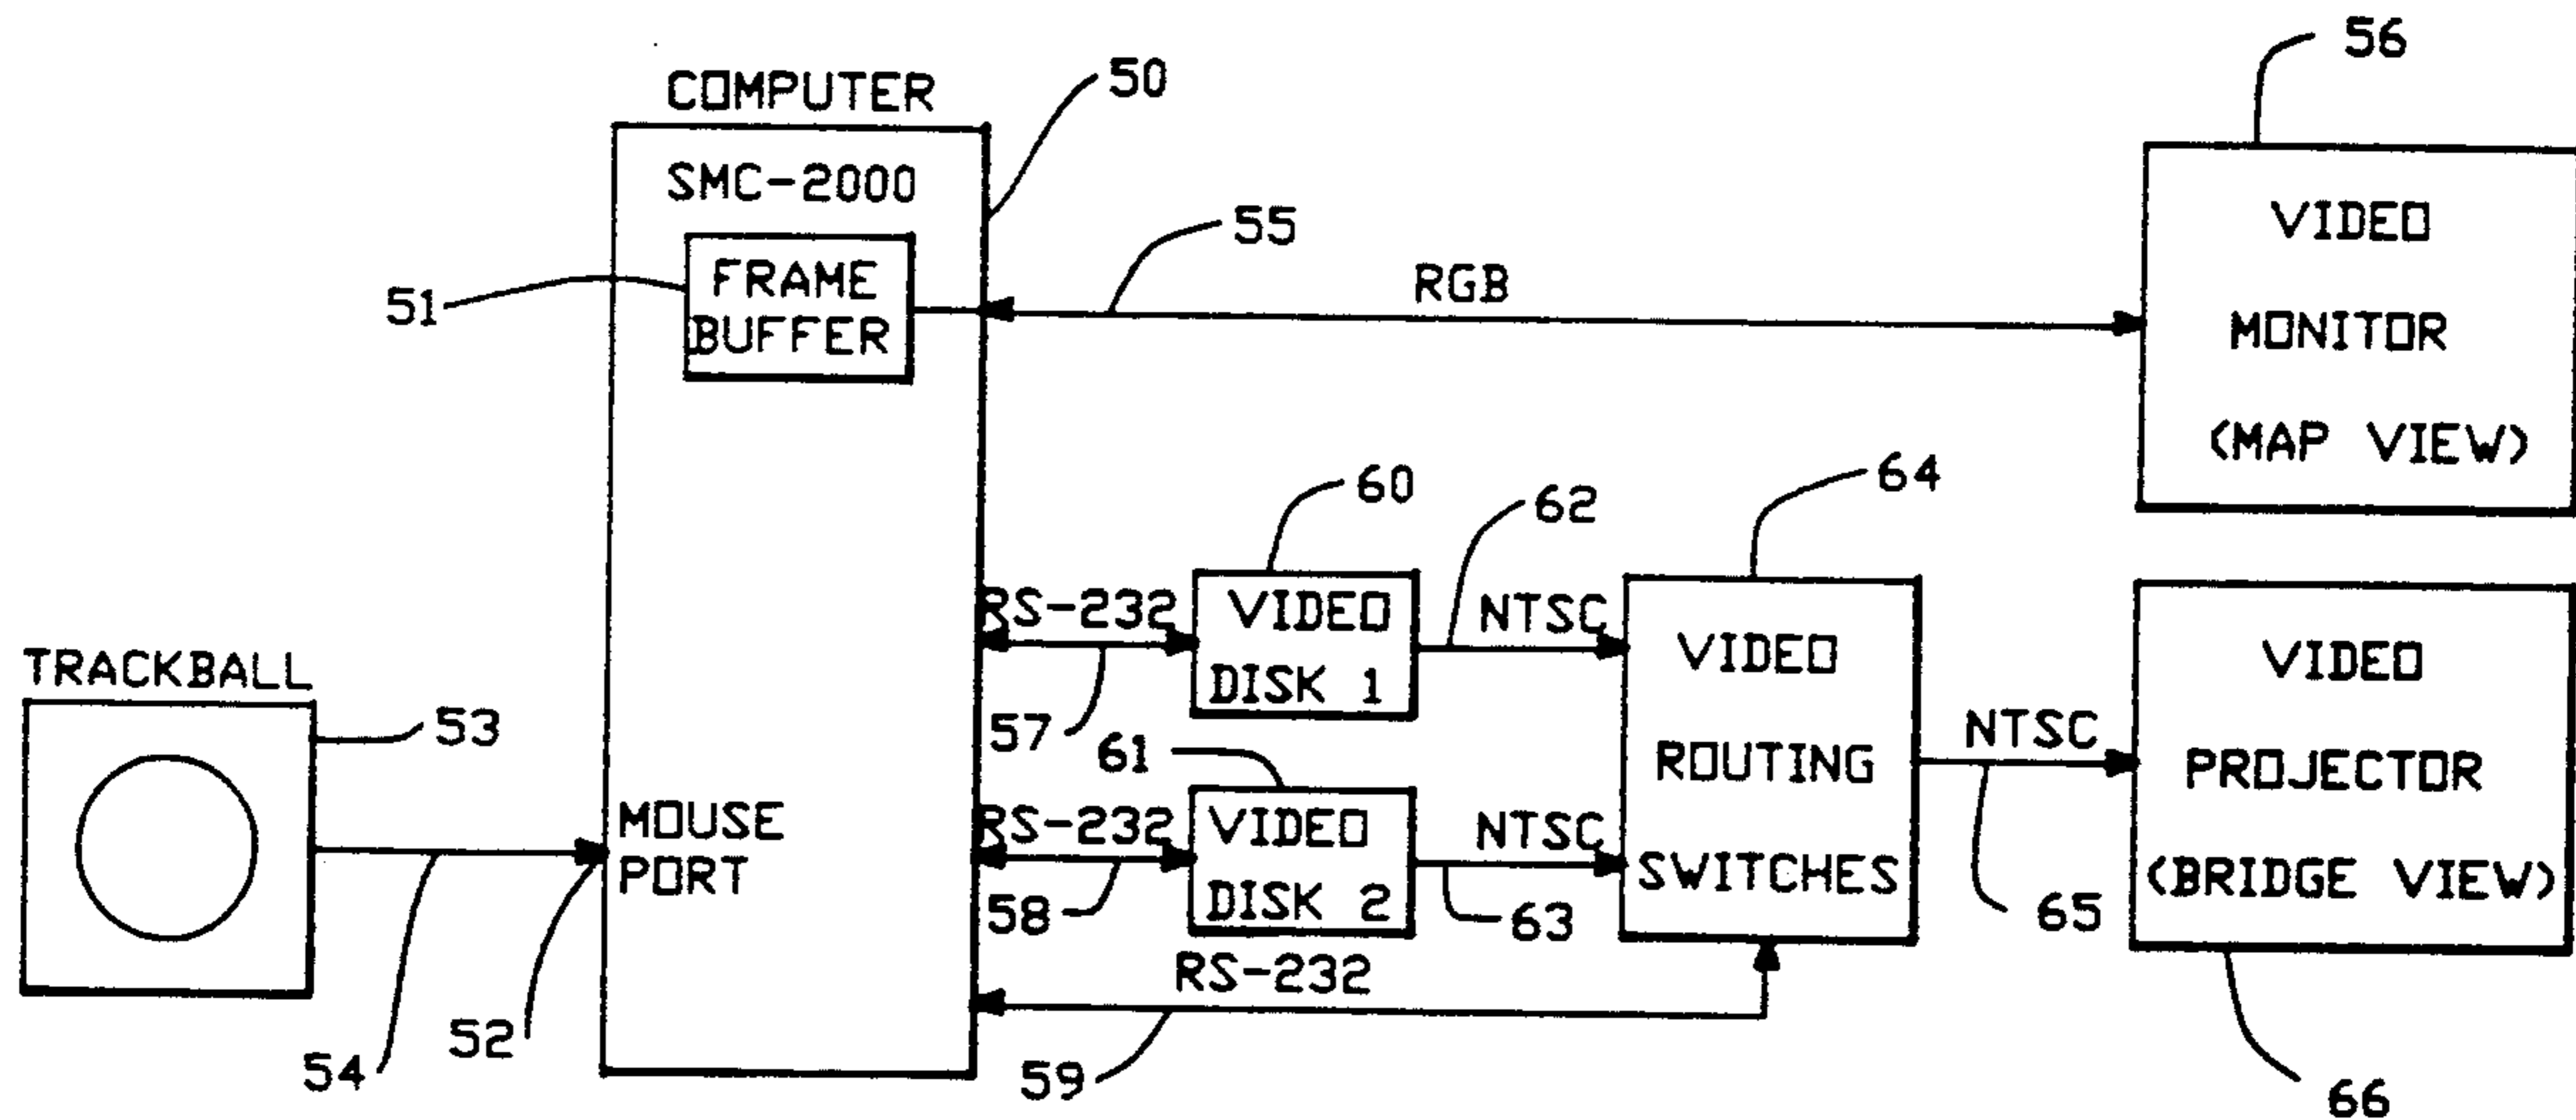 56
COMPUTER
50
SMC-2000
55
VIDEO
MONITOR
(MAP VIEW)
51
FRAME
BUFFER
RGB
60
62
64
RS-232
VIDEO
DISK 1
NTSC
VIDEO
ROUTING
SWITCHES
VIDEO
PROJECTOR
(BRIDGE VIEW)
TRACKBALL
53
57
61
NTSC
MOUSE
PORT
RS-232
VIDEO
DISK 2
NTSC
58
63
65
RS-232
54
52
59
66